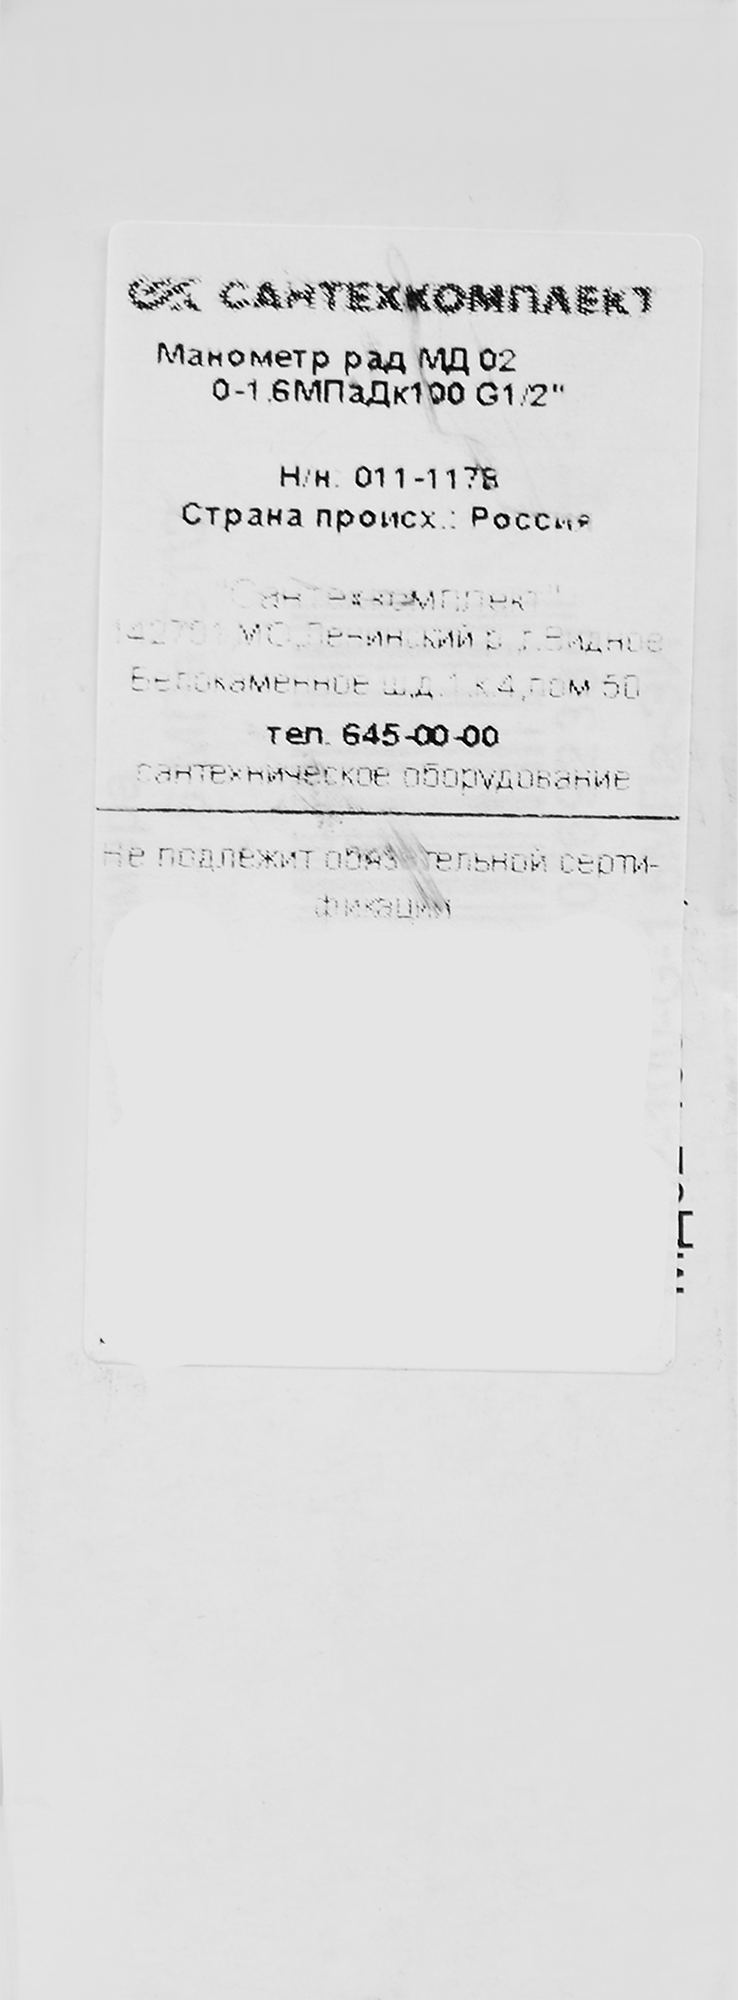 САНТЕХКОМПЛЕКТ
Манометр рад МД 02
0-1.6МПаДк100 G1/2"
Н/н: 011-1178
Страна происх.: Россия
"Сантехкомплект"
142701,МО,Ленинский р,г.Видное
Белокаменное ш,д.1,к.4,пом 50
тел. 645-00-00
сантехническое оборудование
Не подлежит обязательной серти-
фикации